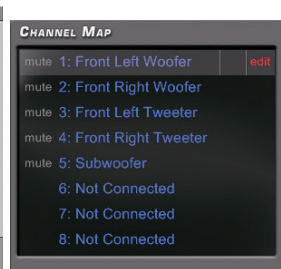 CHANNEL MAP
mute 1: Front Left Woofer edit
mute 2: Front Right Woofer
mute 3: Front Left Tweeter
mute 4: Front Right Tweeter
mute 5: Subwoofer
6: Not Connected
7: Not Connected
8: Not Connected